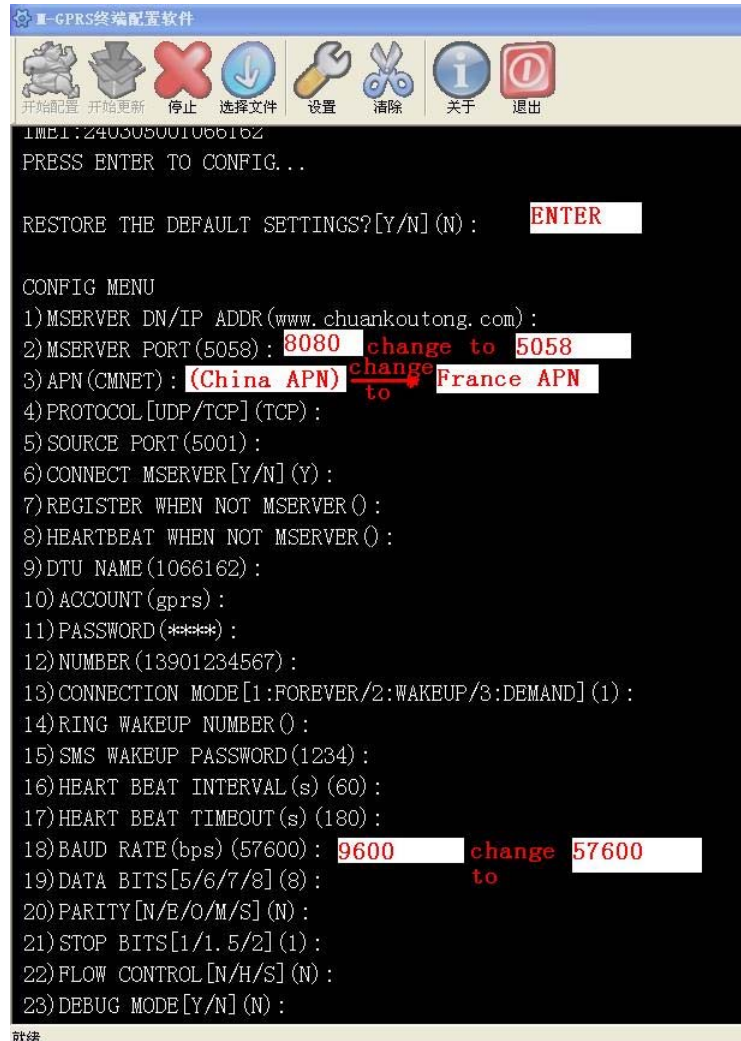 M-GPRS终端配置软件
开始配置 开始更新 停止 选择文件 设置 清除 关于 退出
IMEI:240305001066162
PRESS ENTER TO CONFIG...
RESTORE THE DEFAULT SETTINGS?[Y/N](N): ENTER
CONFIG MENU
1)MSERVER DN/IP ADDR(www.chuankoutong.com):
2)MSERVER PORT(5058): 8080 change to 5058
3)APN(CMNET): (China APN) change to France APN
4)PROTOCOL[UDP/TCP](TCP):
5)SOURCE PORT(5001):
6)CONNECT MSERVER[Y/N](Y):
7)REGISTER WHEN NOT MSERVER():
8)HEARTBEAT WHEN NOT MSERVER():
9)DTU NAME(1066162):
10)ACCOUNT(gprs):
11)PASSWORD(****):
12)NUMBER(13901234567):
13)CONNECTION MODE[1:FOREVER/2:WAKEUP/3:DEMAND](1):
14)RING WAKEUP NUMBER():
15)SMS WAKEUP PASSWORD(1234):
16)HEART BEAT INTERVAL(s)(60):
17)HEART BEAT TIMEOUT(s)(180):
18)BAUD RATE(bps)(57600): 9600 change to 57600
19)DATA BITS[5/6/7/8](8):
20)PARITY[N/E/O/M/S](N):
21)STOP BITS[1/1.5/2](1):
22)FLOW CONTROL[N/H/S](N):
23)DEBUG MODE[Y/N](N):
就绪